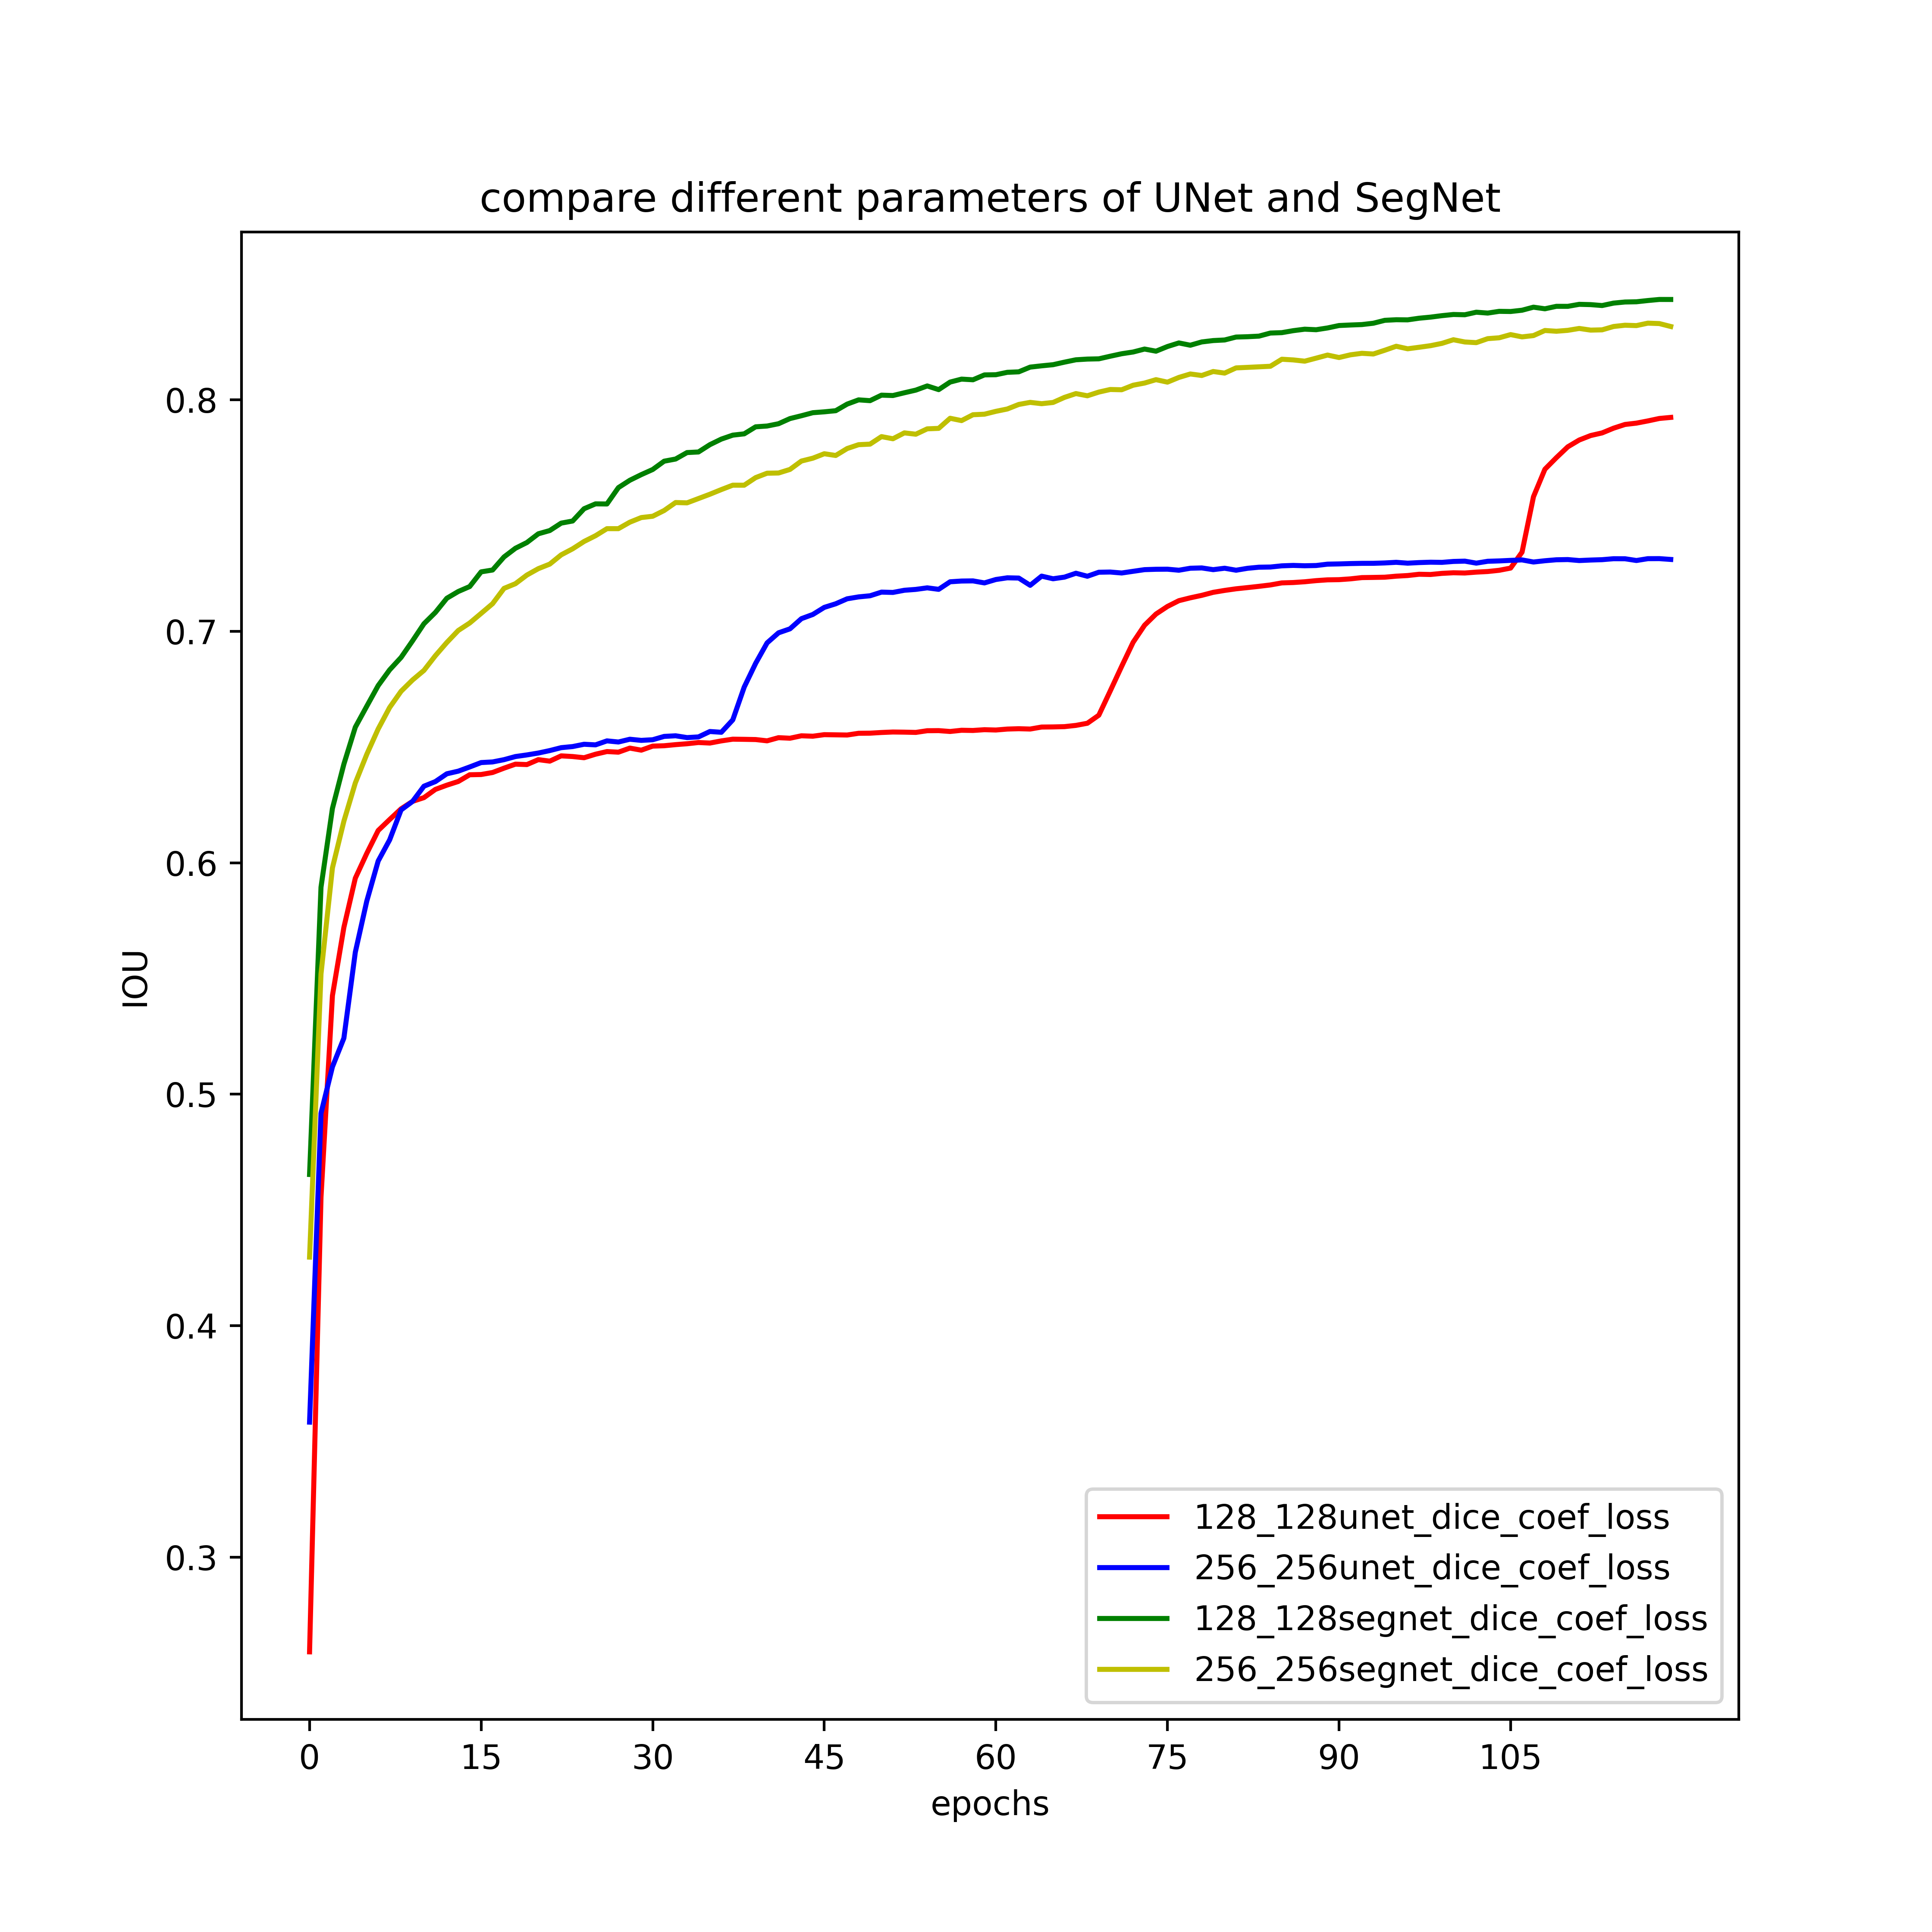 compare different parameters of UNet and SegNet
0.8
0.7
0.6
0.5
0.4
0.3
IOU
128_128unet_dice_coef_loss
256_256unet_dice_coef_loss
128_128segnet_dice_coef_loss
256_256segnet_dice_coef_loss
0 15 30 45 60 75 90 105
epochs